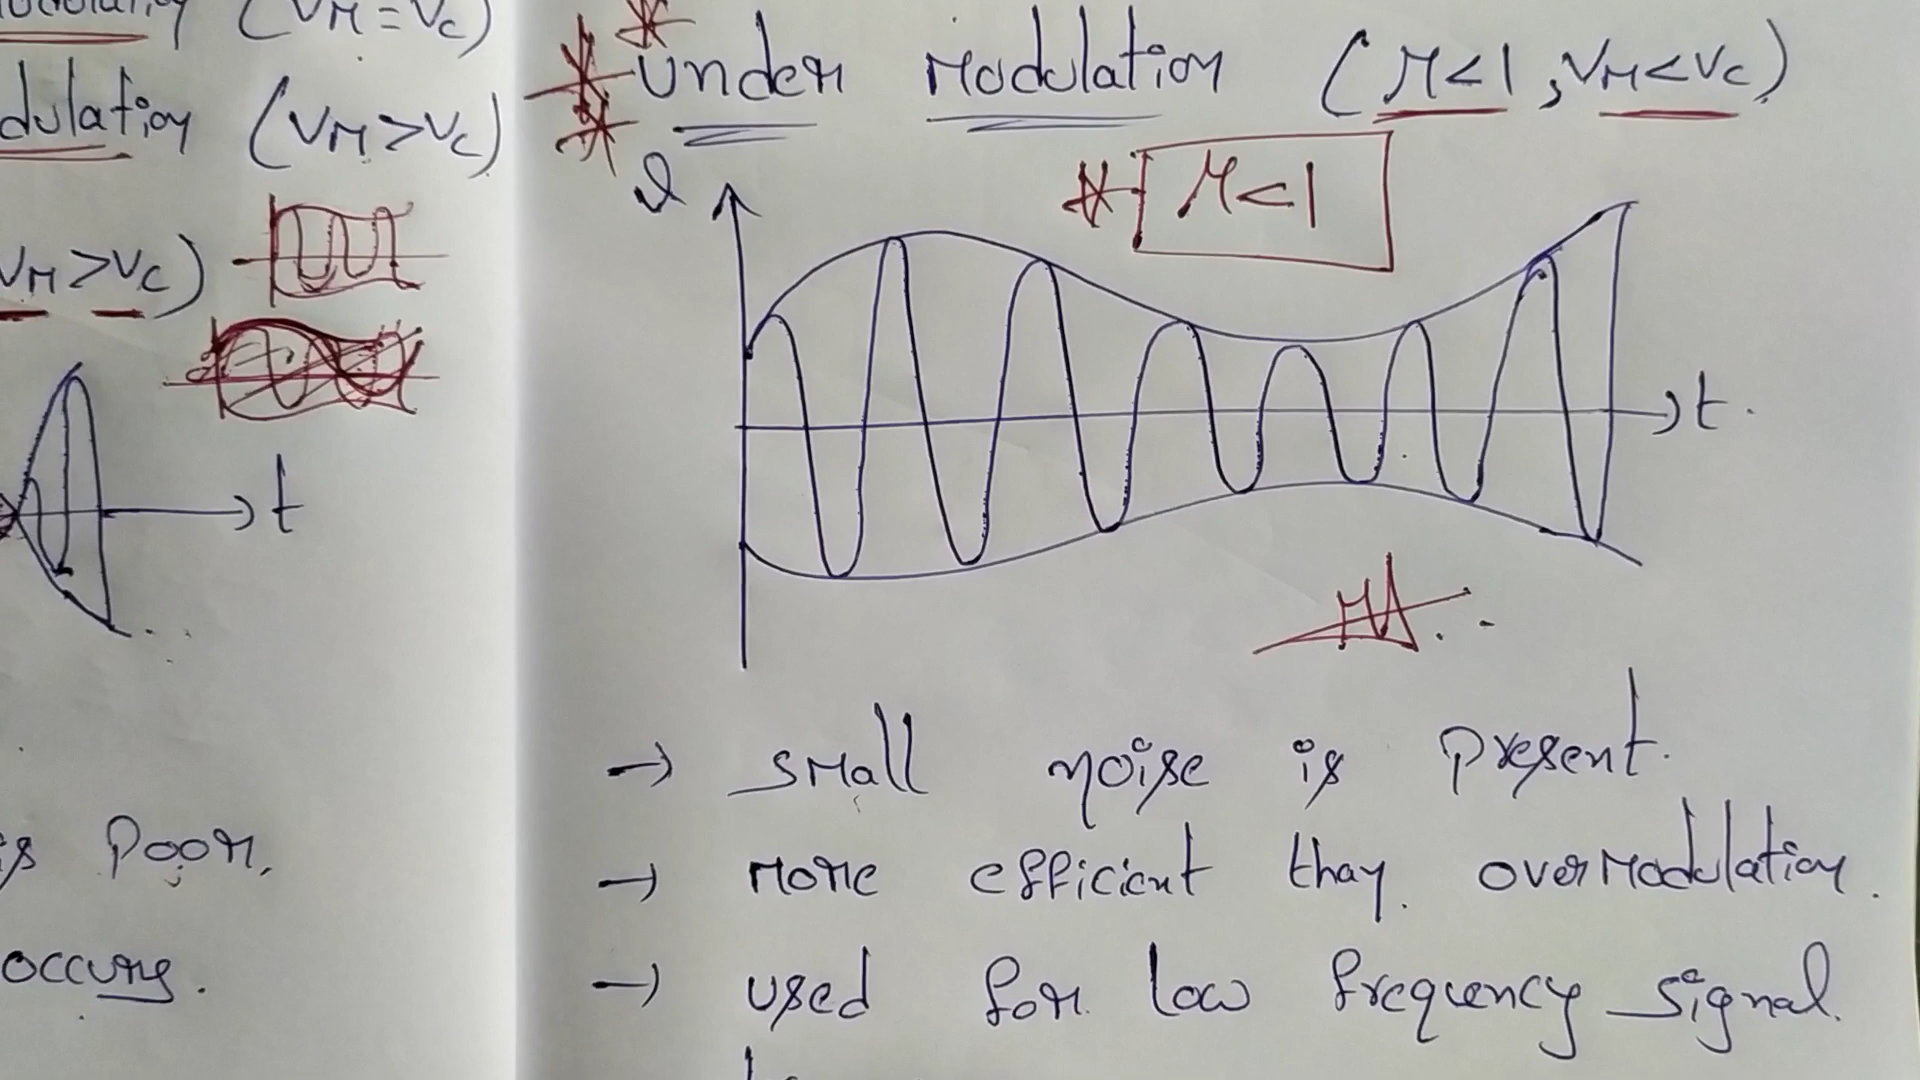 (VM = Vc)
dulation (VM > Vc)
VM > Vc)
t
is poor.
occurs.
Under Modulation (M<1, VM<Vc)
M<1
t.
→ small noise is present.
→ More efficient than overmodulation.
→ used for low frequency signal.